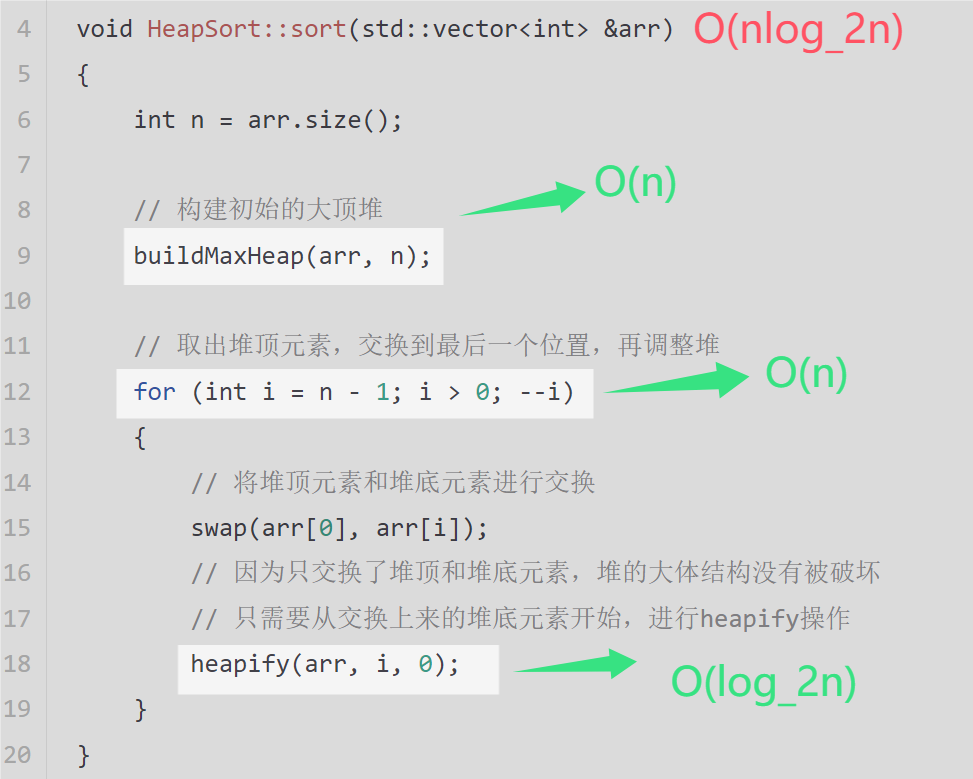 4 void HeapSort::sort(std::vector<int> &arr) O(nlog_2n)
5 {
6 int n = arr.size();
7
O(n)
8 // 构建初始的大顶堆
9 buildMaxHeap(arr, n);
10
11 // 取出堆顶元素，交换到最后一个位置，再调整堆
12 for (int i = n - 1; i > 0; --i) O(n)
13 {
14 // 将堆顶元素和堆底元素进行交换
15 swap(arr[0], arr[i]);
16 // 因为只交换了堆顶和堆底元素，堆的大体结构没有被破坏
17 // 只需要从交换上来的堆底元素开始，进行heapify操作
18 heapify(arr, i, 0); O(log_2n)
19 }
20 }